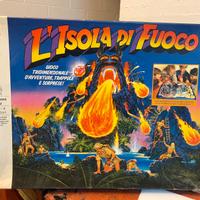 L'ISOLA DI FUOCO
GIOCO
TRIDIMENSIONALE
D'AVVENTURE, TRAPPOLE
E SORPRESE!